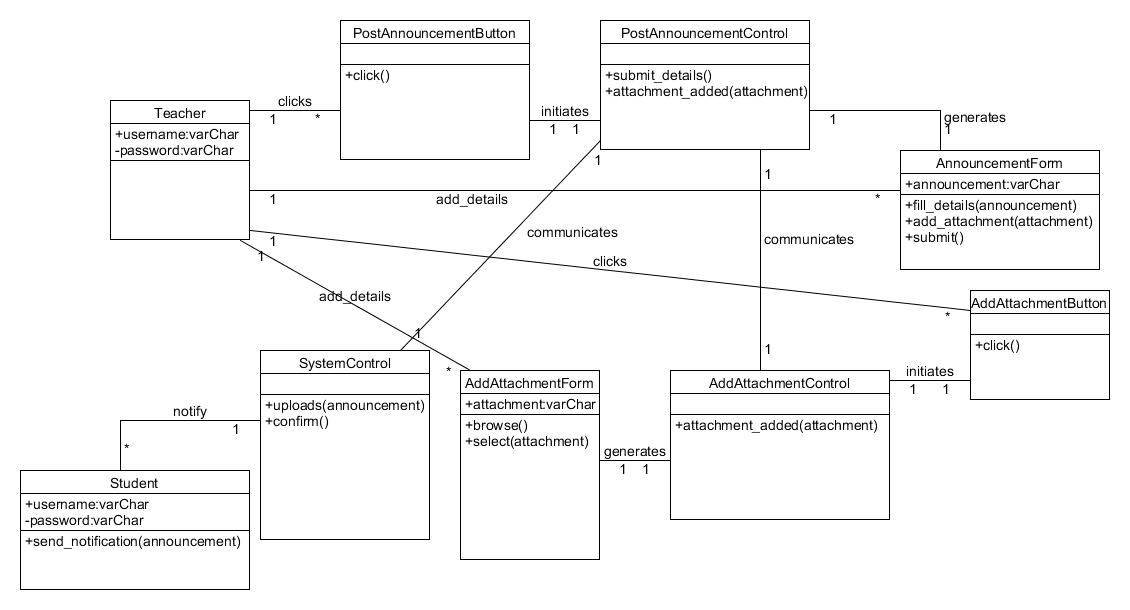 PostAnnouncementButton
+click()
PostAnnouncementControl
+submit_details()
+attachment_added(attachment)
Teacher
+username:varChar
-password:varChar
clicks
1
*
initiates
1
1
1
generates
1
AnnouncementForm
+announcement:varChar
+fill_details(announcement)
+add_attachment(attachment)
+submit()
1
add_details
*
1
communicates
1
1
communicates
1
1
clicks
*
1
add_details
*
AddAttachmentButton
+click()
SystemControl
+uploads(announcement)
+confirm()
AddAttachmentForm
+attachment:varChar
+browse()
+select(attachment)
AddAttachmentControl
+attachment_added(attachment)
initiates
1
1
generates
1
1
notify
1
*
Student
+username:varChar
-password:varChar
+send_notification(announcement)